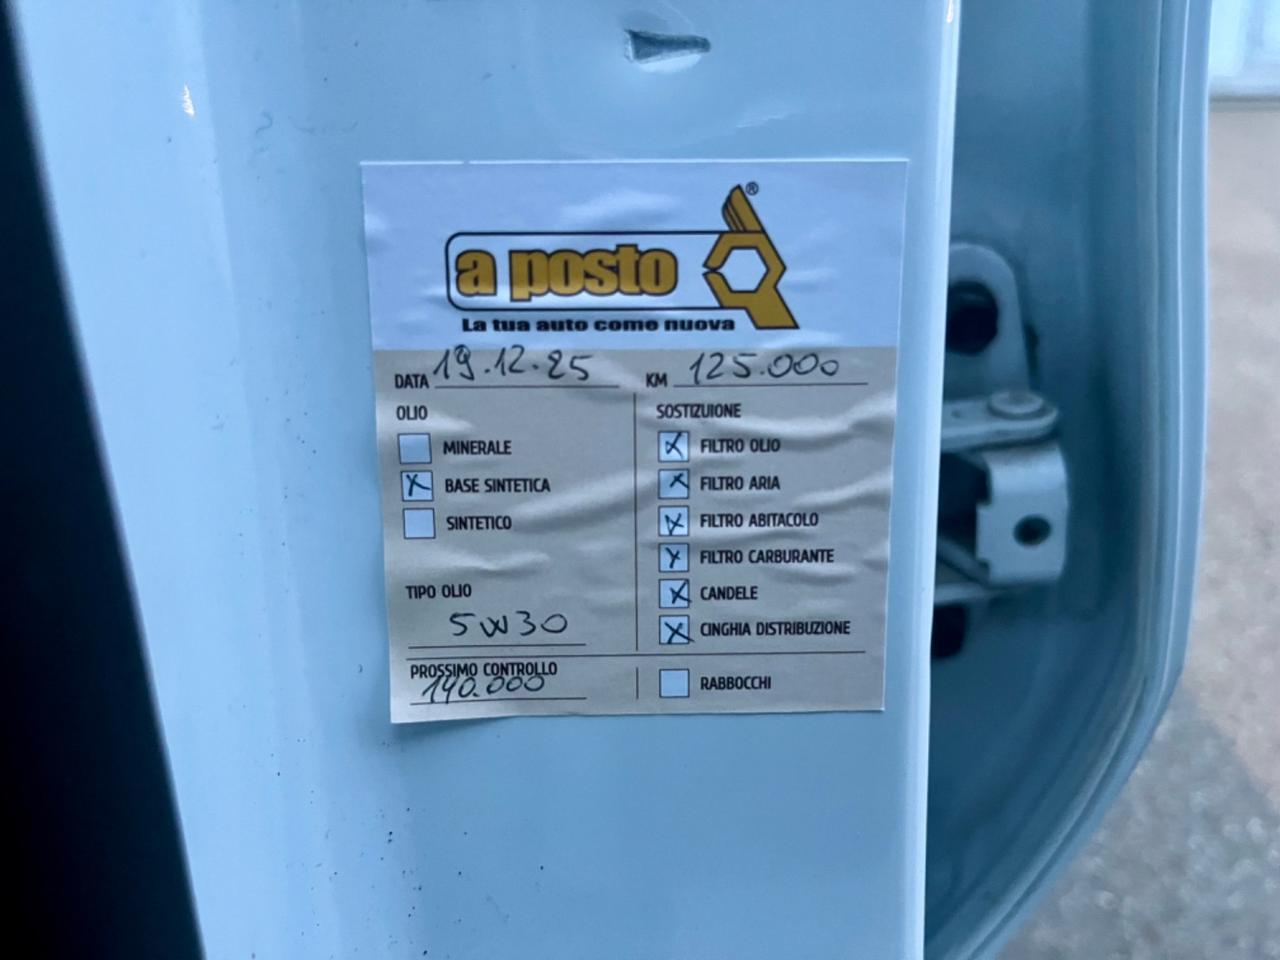 a posto ®
La tua auto come nuova
DATA 19.12.25 KM 125.000
OLIO
MINERALE
BASE SINTETICA
SINTETICO
TIPO OLIO
5W30
PROSSIMO CONTROLLO
140.000
SOSTIZUIONE
FILTRO OLIO
FILTRO ARIA
FILTRO ABITACOLO
FILTRO CARBURANTE
CANDELE
CINGHIA DISTRIBUZIONE
RABBOCCHI